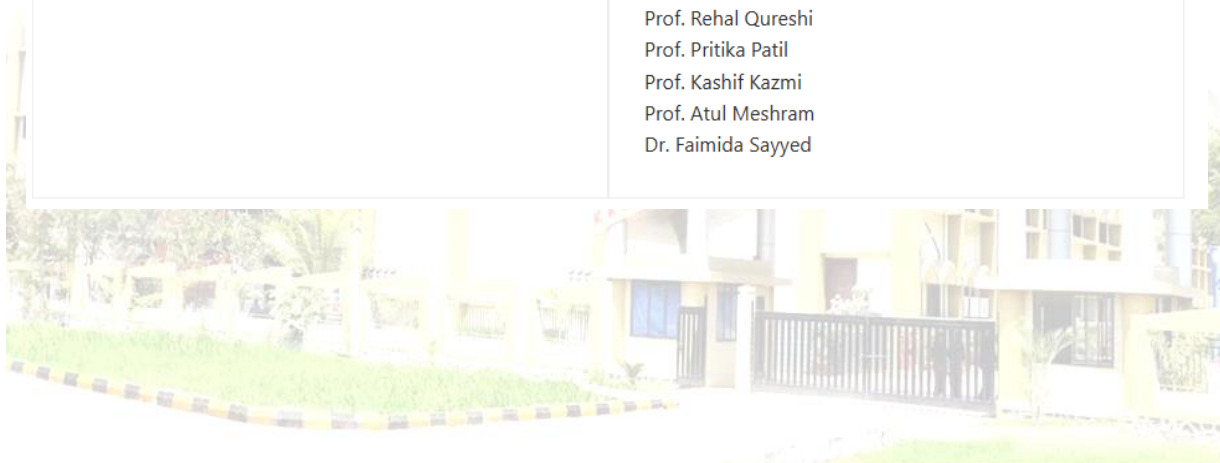 Prof. Rehal Qureshi
Prof. Pritika Patil
Prof. Kashif Kazmi
Prof. Atul Meshram
Dr. Faimida Sayyed